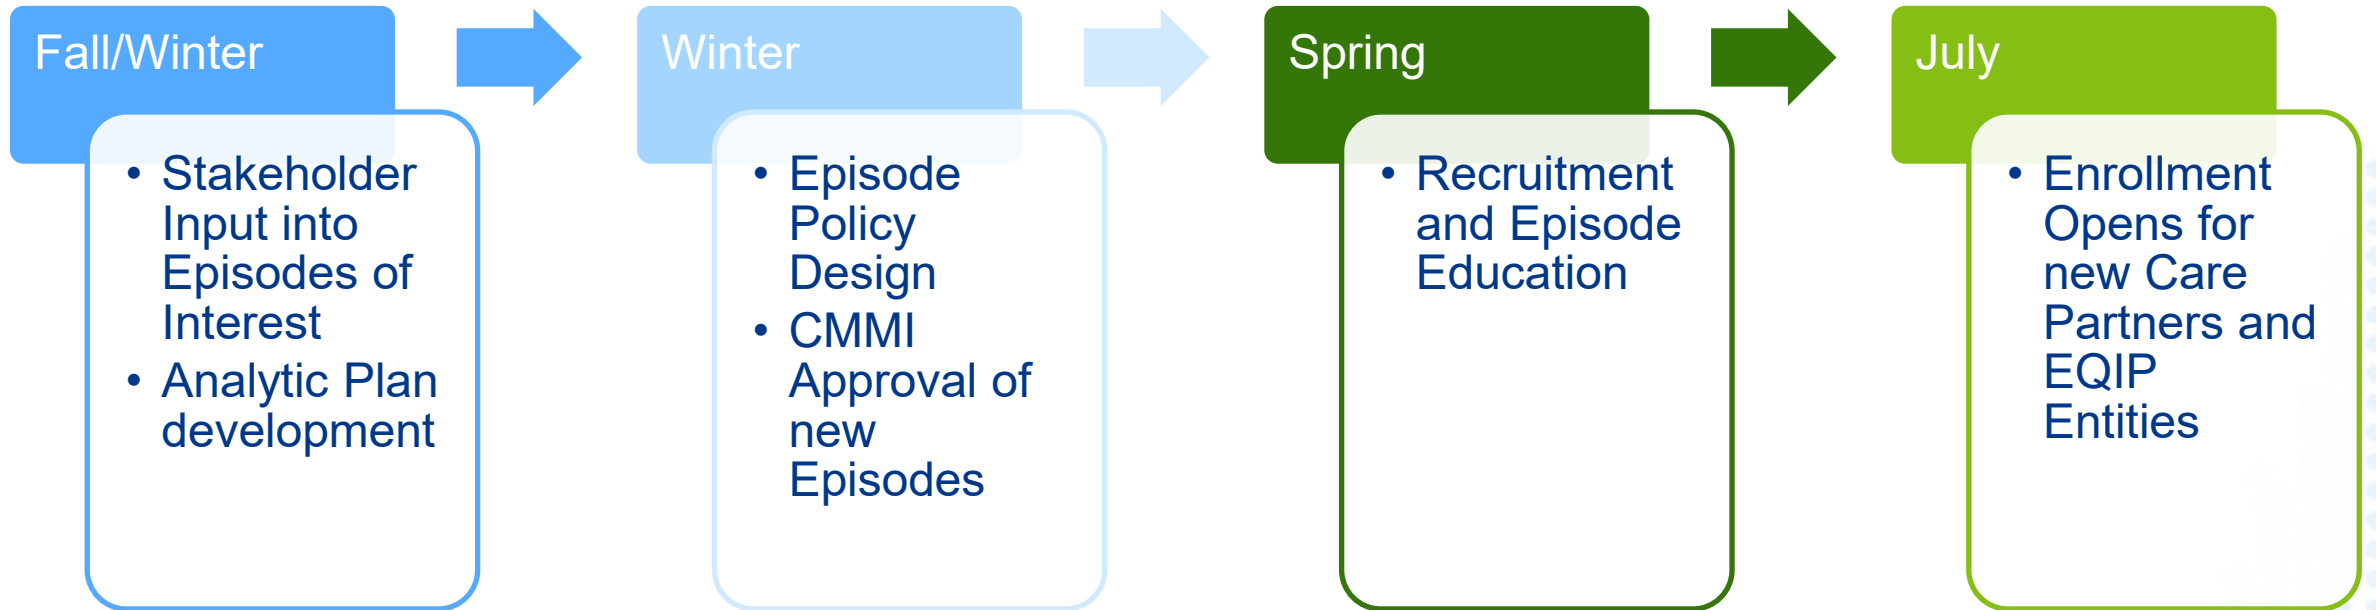 Fall/Winter
• Stakeholder
Input into
Episodes of
Interest
• Analytic Plan
development
Winter
• Episode
Policy
Design
• CMMI
Approval of
new
Episodes
Spring
• Recruitment
and Episode
Education
July
• Enrollment
Opens for
new Care
Partners and
EQIP
Entities